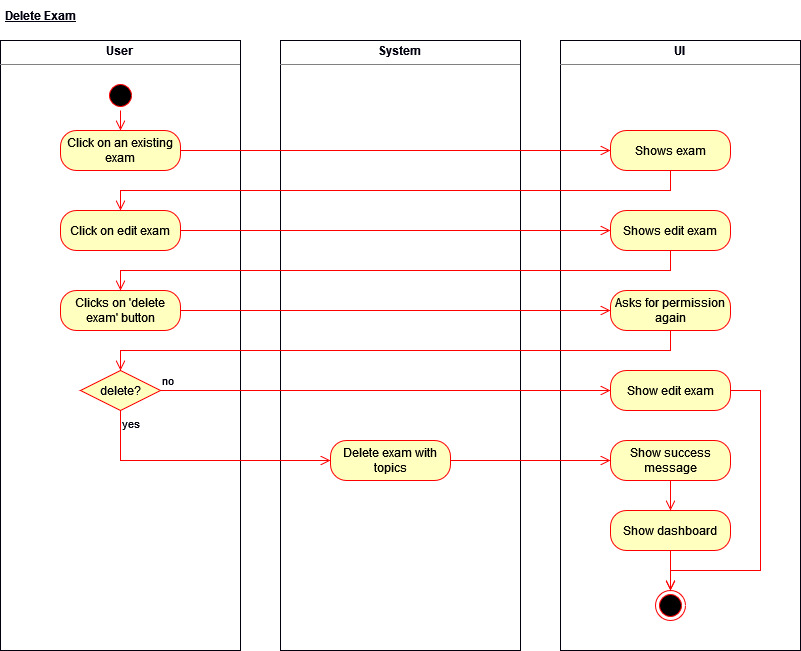 Delete Exam
User
System
UI
Click on an existing
exam
Shows exam
Click on edit exam
Shows edit exam
Clicks on 'delete
exam' button
Asks for permission
again
delete?
no
Show edit exam
yes
Delete exam with
topics
Show success
message
Show dashboard